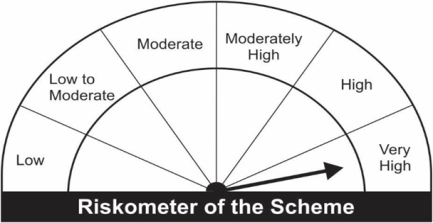 Low
Low to
Moderate
Moderate
Moderately
High
High
Very
High
Riskometer of the Scheme